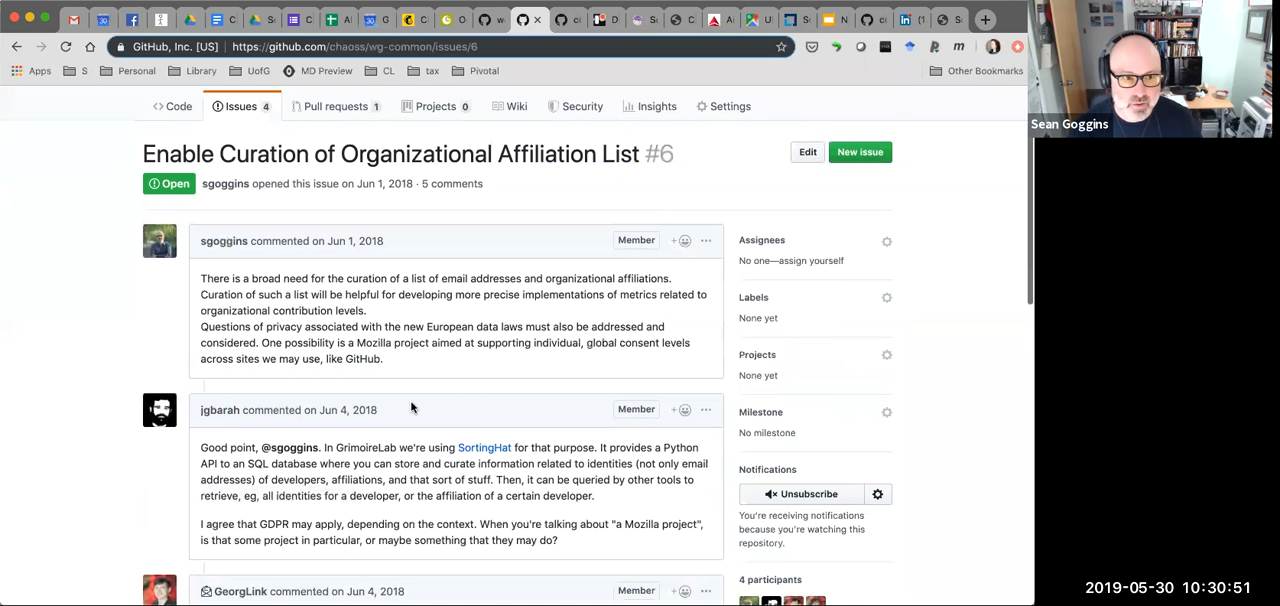 GitHub, Inc. [US] https://github.com/chaoss/wg-common/issues/6
Apps S Personal Library UofG MD Preview CL tax Pivotal Other Bookmarks
Sean Goggins
Code Issues 4 Pull requests 1 Projects 0 Wiki Security Insights Settings
Enable Curation of Organizational Affiliation List #6
Edit New issue
Open sgoggins opened this issue on Jun 1, 2018 · 5 comments
sgoggins commented on Jun 1, 2018 Member
There is a broad need for the curation of a list of email addresses and organizational affiliations.
Curation of such a list will be helpful for developing more precise implementations of metrics related to
organizational contribution levels.
Questions of privacy associated with the new European data laws must also be addressed and
considered. One possibility is a Mozilla project aimed at supporting individual, global consent levels
across sites we may use, like GitHub.
jgbarah commented on Jun 4, 2018 Member
Good point, @sgoggins. In GrimoireLab we're using SortingHat for that purpose. It provides a Python
API to an SQL database where you can store and curate information related to identities (not only email
addresses) of developers, affiliations, and that sort of stuff. Then, it can be queried by other tools to
retrieve, eg, all identities for a developer, or the affiliation of a certain developer.
I agree that GDPR may apply, depending on the context. When you're talking about "a Mozilla project",
is that some project in particular, or maybe something that they may do?
GeorgLink commented on Jun 4, 2018 Member
Assignees
No one—assign yourself
Labels
None yet
Projects
None yet
Milestone
No milestone
Notifications
Unsubscribe
You're receiving notifications
because you're watching this
repository.
4 participants
2019-05-30 10:30:51